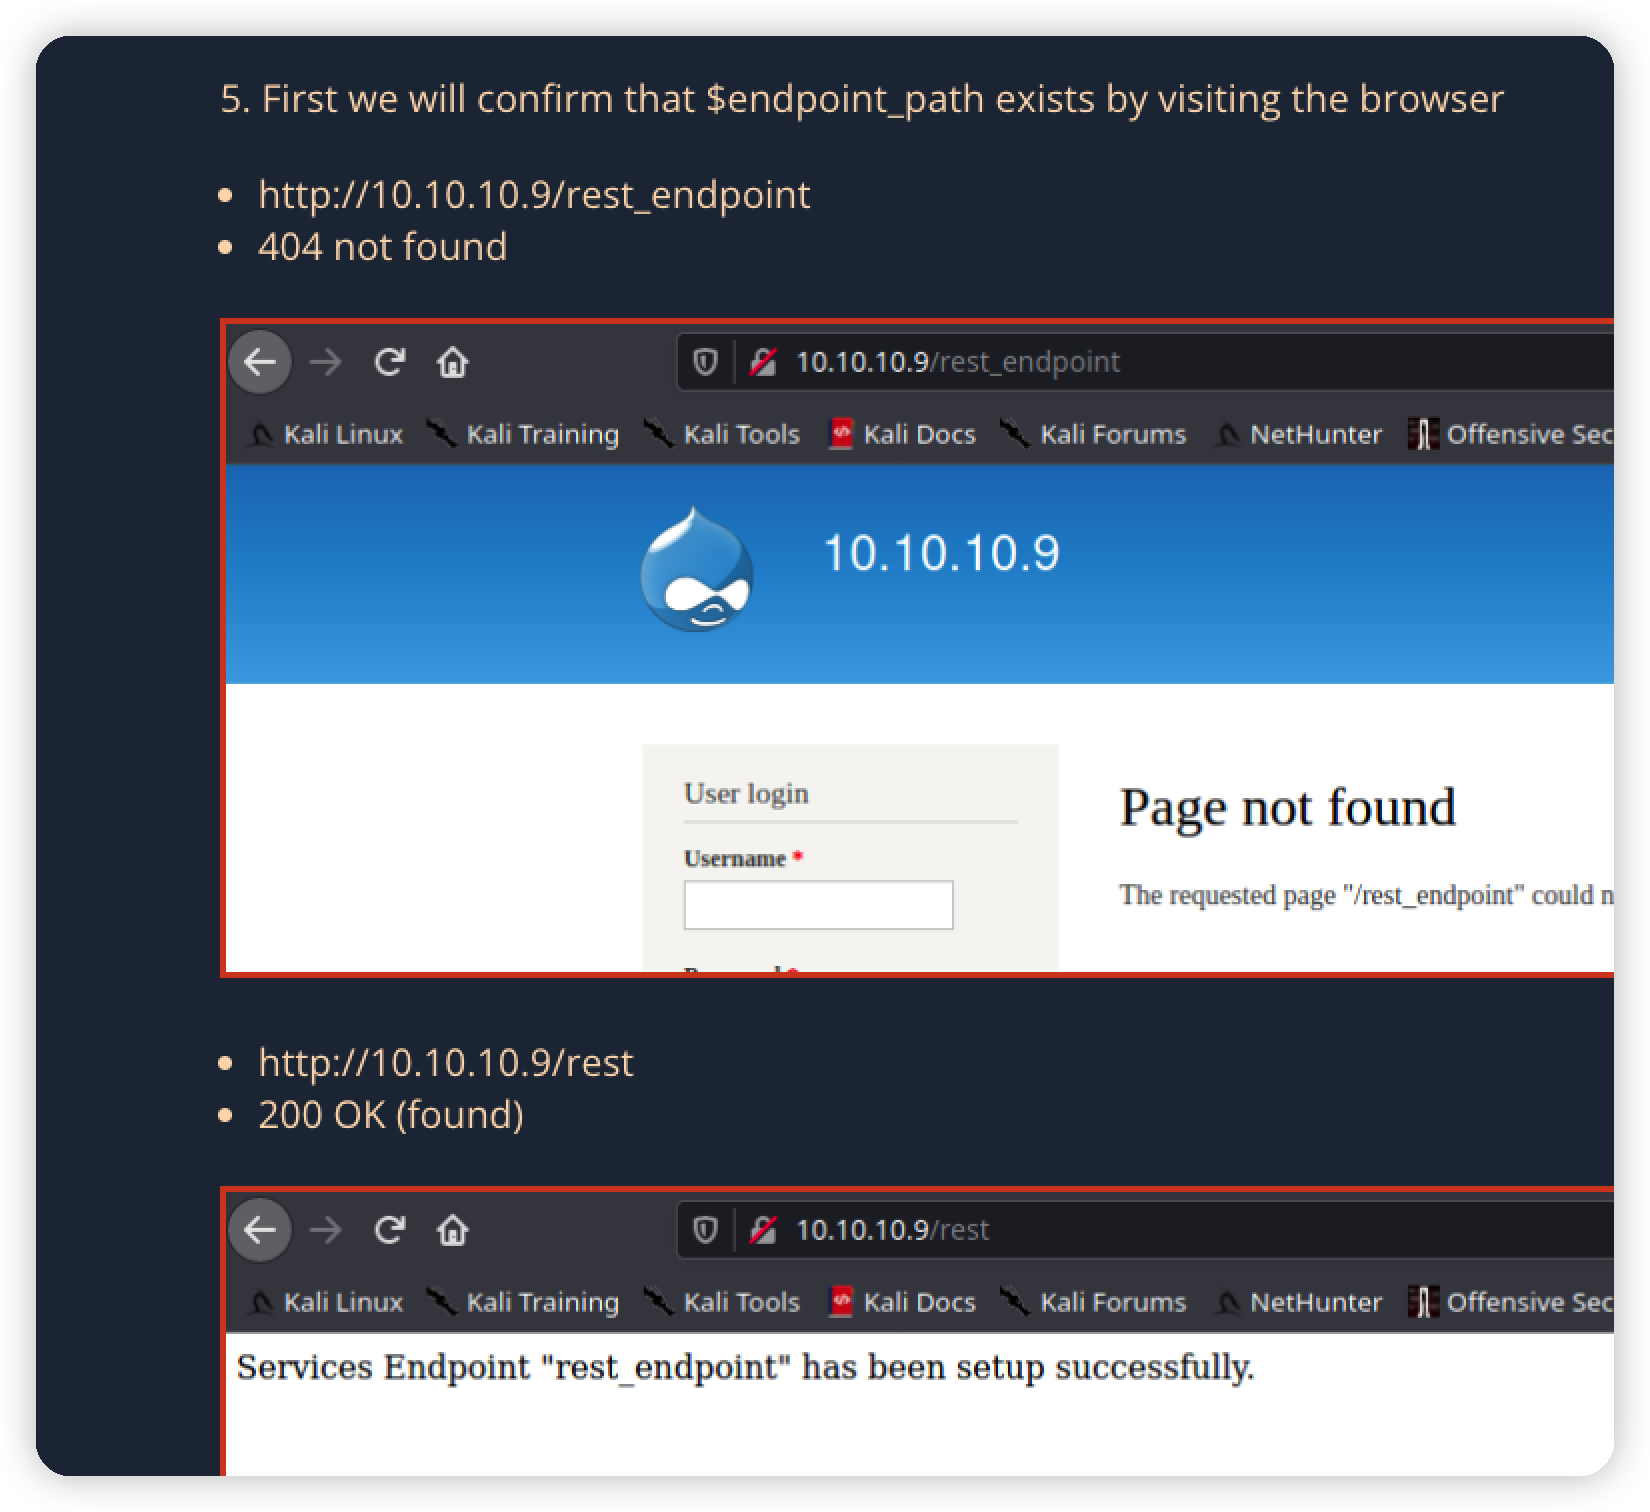 5. First we will confirm that $endpoint_path exists by visiting the browser
http://10.10.10.9/rest_endpoint
404 not found
10.10.10.9/rest_endpoint
Kali Linux Kali Training Kali Tools Kali Docs Kali Forums NetHunter Offensive Sec
10.10.10.9
User login
Username *
Page not found
The requested page "/rest_endpoint" could n
http://10.10.10.9/rest
200 OK (found)
10.10.10.9/rest
Kali Linux Kali Training Kali Tools Kali Docs Kali Forums NetHunter Offensive Sec
Services Endpoint "rest_endpoint" has been setup successfully.